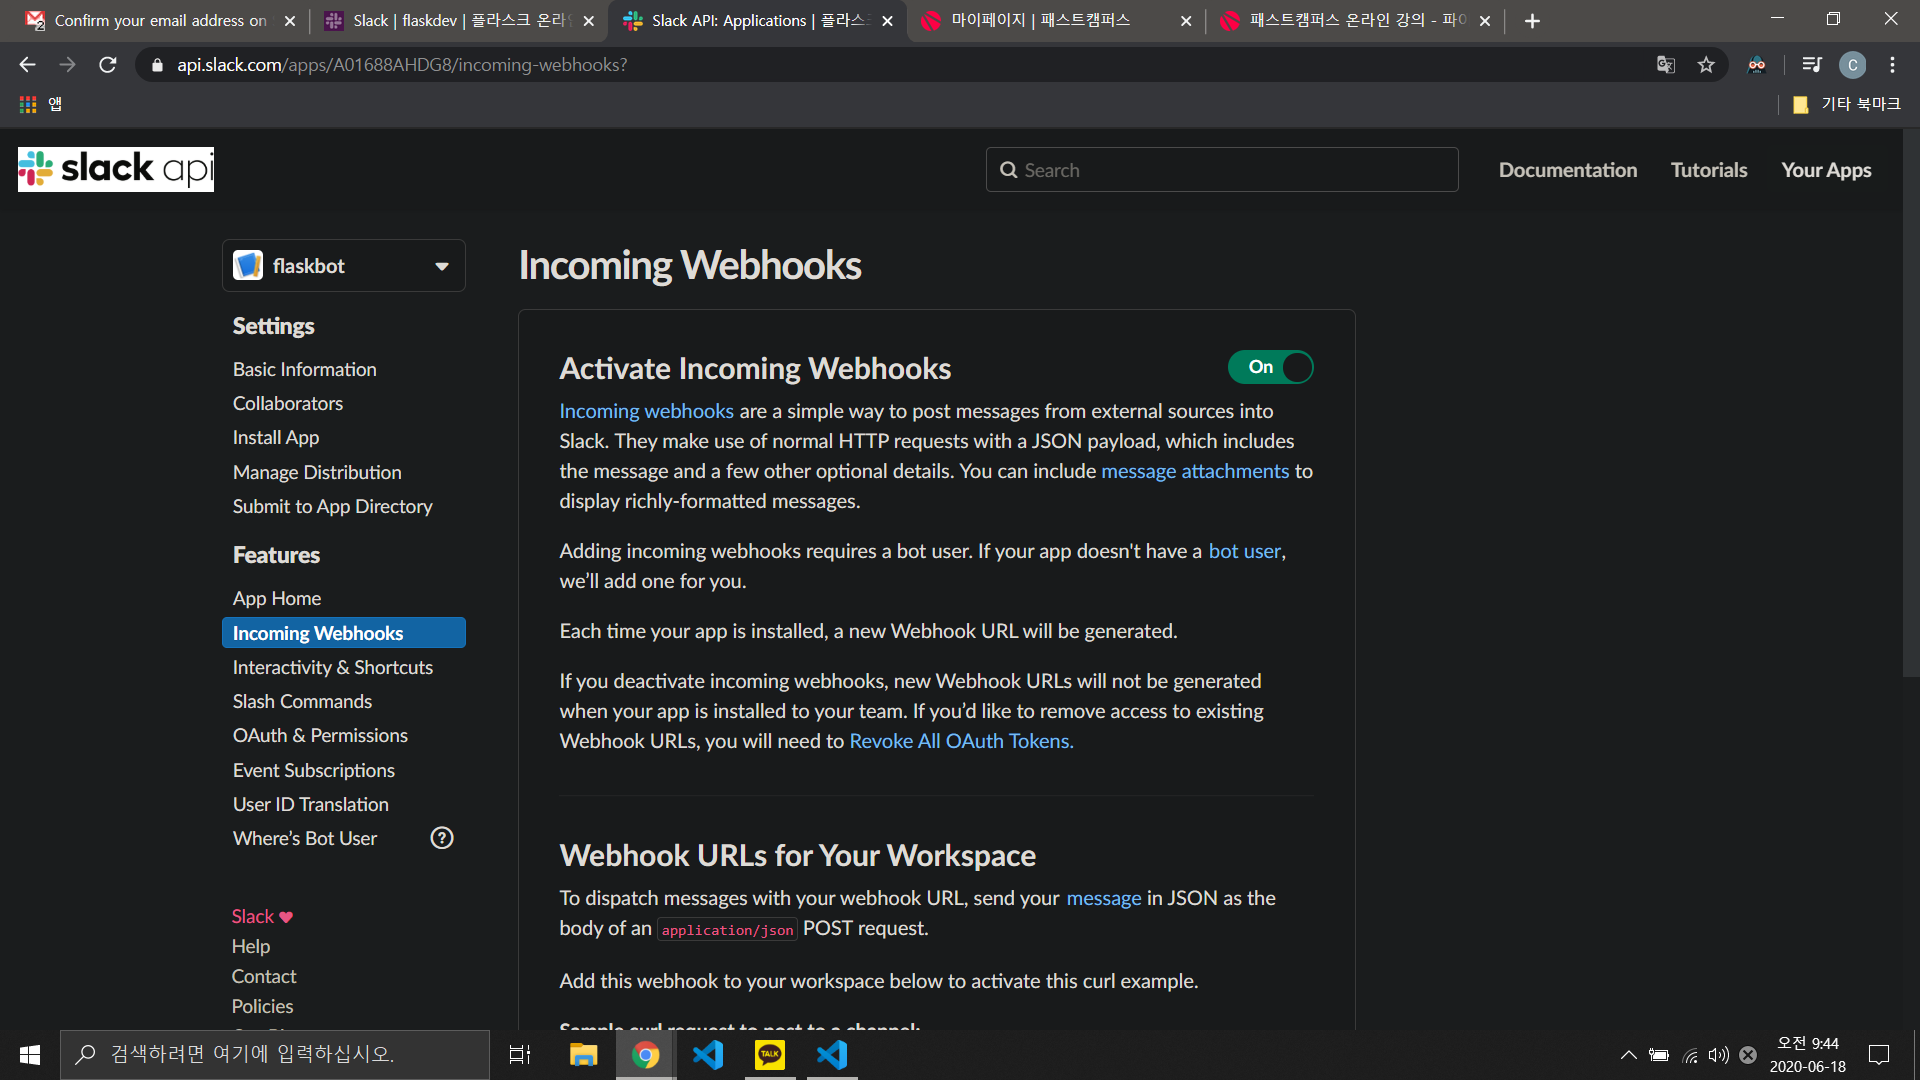 Confirm your email address on
Slack | flaskdev | 플라스크 온라인
Slack API: Applications | 플라스크
마이페이지 | 패스트캠퍼스
패스트캠퍼스 온라인 강의 - 파이
api.slack.com/apps/A01688AHDG8/incoming-webhooks?
C
앱
기타 북마크
slack api
Search
Documentation
Tutorials
Your Apps
flaskbot
Settings
Basic Information
Collaborators
Install App
Manage Distribution
Submit to App Directory
Features
App Home
Incoming Webhooks
Interactivity & Shortcuts
Slash Commands
OAuth & Permissions
Event Subscriptions
User ID Translation
Where’s Bot User
Slack ♥
Help
Contact
Policies
Incoming Webhooks
Activate Incoming Webhooks
On
Incoming webhooks are a simple way to post messages from external sources into
Slack. They make use of normal HTTP requests with a JSON payload, which includes
the message and a few other optional details. You can include message attachments to
display richly-formatted messages.
Adding incoming webhooks requires a bot user. If your app doesn't have a bot user,
we’ll add one for you.
Each time your app is installed, a new Webhook URL will be generated.
If you deactivate incoming webhooks, new Webhook URLs will not be generated
when your app is installed to your team. If you’d like to remove access to existing
Webhook URLs, you will need to Revoke All OAuth Tokens.
Webhook URLs for Your Workspace
To dispatch messages with your webhook URL, send your message in JSON as the
body of an application/json POST request.
Add this webhook to your workspace below to activate this curl example.
Sample curl request to post to a channel:
검색하려면 여기에 입력하십시오.
TALK
오전 9:44
2020-06-18